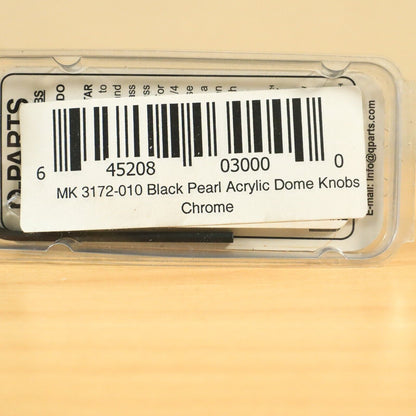 6 45208 03000 0
MK 3172-010 Black Pearl Acrylic Dome Knobs
Chrome
Q-PARTS
E-mail: Info@qparts.com